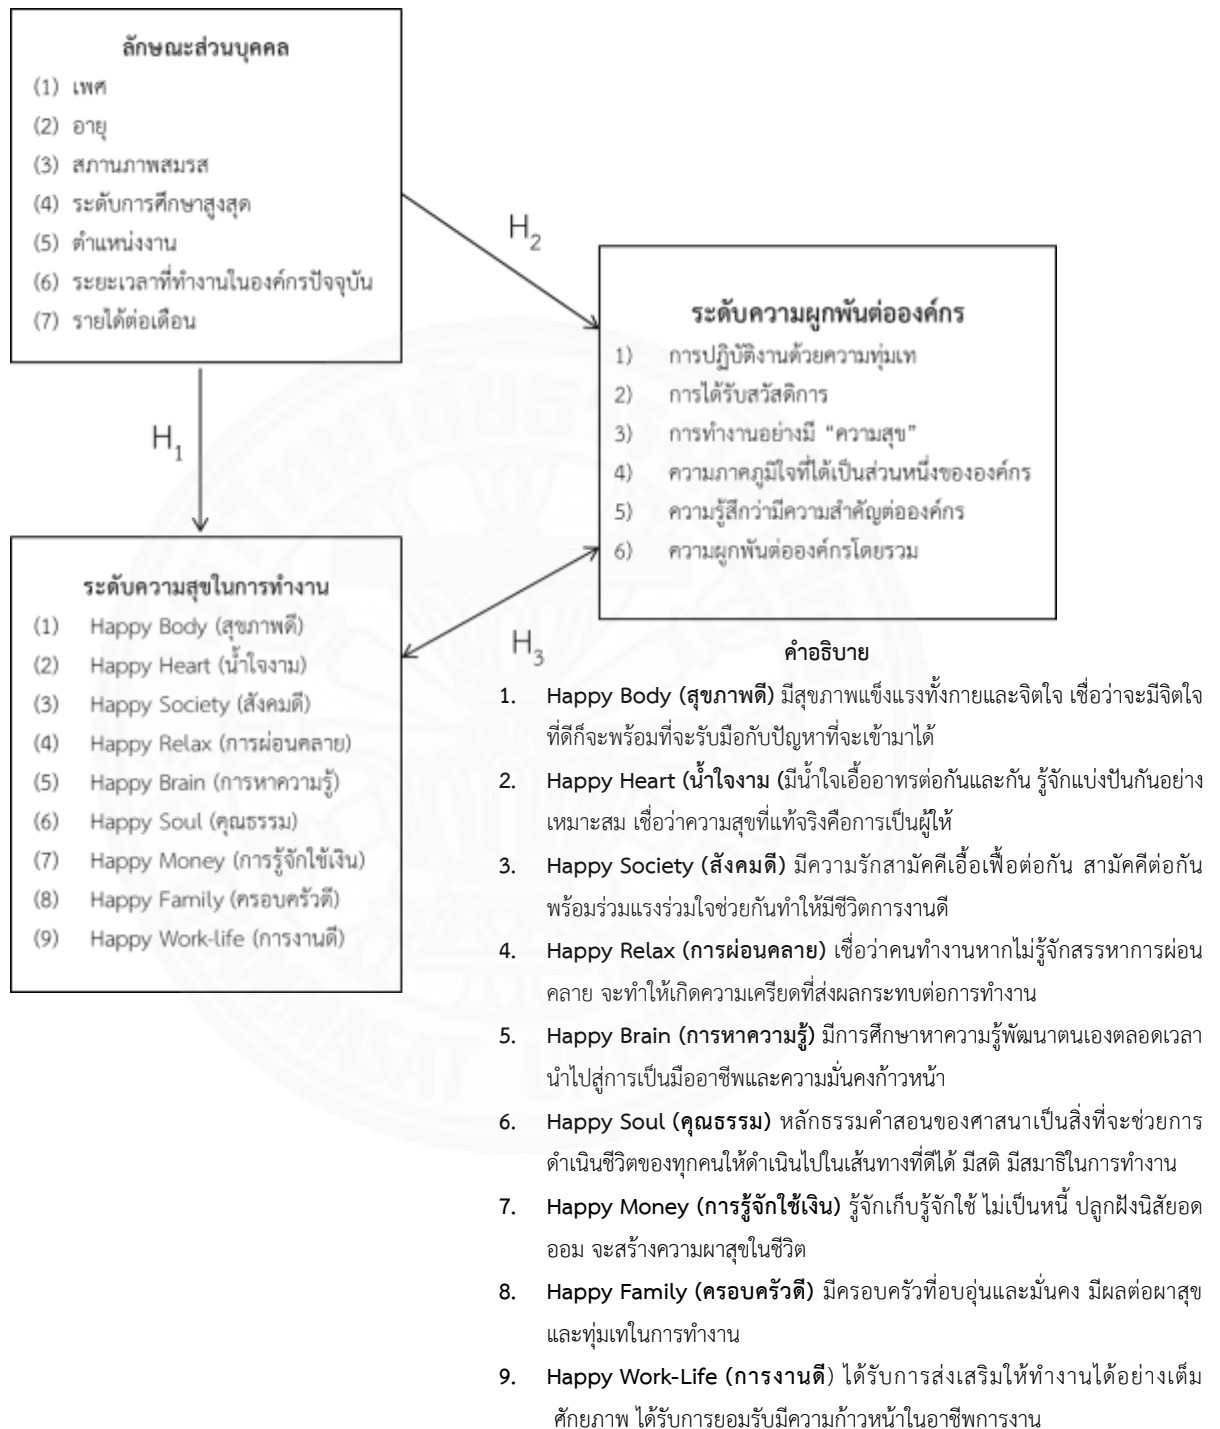 ลักษณะส่วนบุคคล
(1) เพศ
(2) อายุ
(3) สภานภาพสมรส
(4) ระดับการศึกษาสูงสุด
(5) ตำแหน่งงาน
(6) ระยะเวลาที่ทำงานในองค์กรปัจจุบัน
(7) รายได้ต่อเดือน
H2
H1
ระดับความผูกพันต่อองค์กร
1) การปฏิบัติงานด้วยความทุ่มเท
2) การได้รับสวัสดิการ
3) การทำงานอย่างมี "ความสุข"
4) ความภาคภูมิใจที่ได้เป็นส่วนหนึ่งขององค์กร
5) ความรู้สึกว่ามีความสำคัญต่อองค์กร
6) ความผูกพันต่อองค์กรโดยรวม
ระดับความสุขในการทำงาน
(1) Happy Body (สุขภาพดี)
(2) Happy Heart (น้ำใจงาม)
(3) Happy Society (สังคมดี)
(4) Happy Relax (การผ่อนคลาย)
(5) Happy Brain (การหาความรู้)
(6) Happy Soul (คุณธรรม)
(7) Happy Money (การรู้จักใช้เงิน)
(8) Happy Family (ครอบครัวดี)
(9) Happy Work-life (การงานดี)
H3
คำอธิบาย
1. Happy Body (สุขภาพดี) มีสุขภาพแข็งแรงทั้งกายและจิตใจ เชื่อว่าจะมีจิตใจ
ที่ดีก็จะพร้อมที่จะรับมือกับปัญหาที่จะเข้ามาได้
2. Happy Heart (น้ำใจงาม (มีน้ำใจเอื้ออาทรต่อกันและกัน รู้จักแบ่งปันกันอย่าง
เหมาะสม เชื่อว่าความสุขที่แท้จริงคือการเป็นผู้ให้
3. Happy Society (สังคมดี) มีความรักสามัคคีเอื้อเฟื้อต่อกัน สามัคคีต่อกัน
พร้อมร่วมแรงร่วมใจช่วยกันทำให้มีชีวิตการงานดี
4. Happy Relax (การผ่อนคลาย) เชื่อว่าคนทำงานหากไม่รู้จักสรรหาการผ่อน
คลาย จะทำให้เกิดความเครียดที่ส่งผลกระทบต่อการทำงาน
5. Happy Brain (การหาความรู้) มีการศึกษาหาความรู้พัฒนาตนเองตลอดเวลา
นำไปสู่การเป็นมืออาชีพและความมั่นคงก้าวหน้า
6. Happy Soul (คุณธรรม) หลักธรรมคำสอนของศาสนาเป็นสิ่งที่จะช่วยการ
ดำเนินชีวิตของทุกคนให้ดำเนินไปในเส้นทางที่ดีได้ มีสติ มีสมาธิในการทำงาน
7. Happy Money (การรู้จักใช้เงิน) รู้จักเก็บรู้จักใช้ ไม่เป็นหนี้ ปลูกฝังนิสัยอด
ออม จะสร้างความผาสุขในชีวิต
8. Happy Family (ครอบครัวดี) มีครอบครัวที่อบอุ่นและมั่นคง มีผลต่อผาสุข
และทุ่มเทในการทำงาน
9. Happy Work-Life (การงานดี) ได้รับการส่งเสริมให้ทำงานได้อย่างเต็ม
ศักยภาพ ได้รับการยอมรับมีความก้าวหน้าในอาชีพการงาน